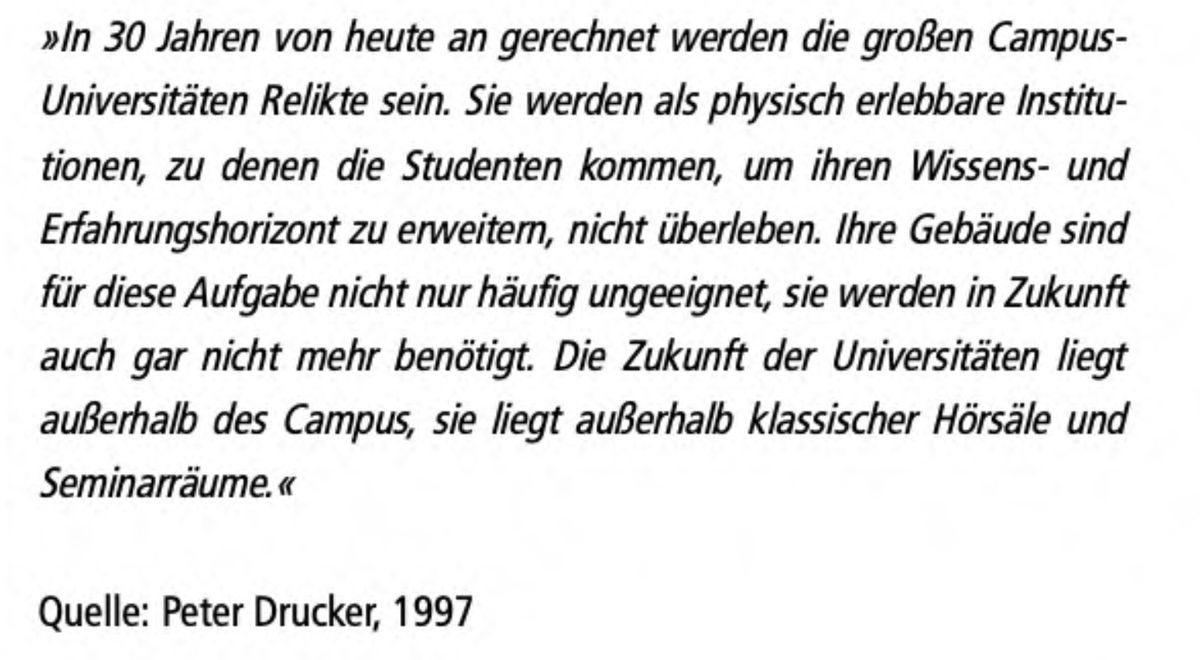 »In 30 Jahren von heute an gerechnet werden die großen Campus-
Universitäten Relikte sein. Sie werden als physisch erlebbare Institu-
tionen, zu denen die Studenten kommen, um ihren Wissens- und
Erfahrungshorizont zu erweitern, nicht überleben. Ihre Gebäude sind
für diese Aufgabe nicht nur häufig ungeeignet, sie werden in Zukunft
auch gar nicht mehr benötigt. Die Zukunft der Universitäten liegt
außerhalb des Campus, sie liegt außerhalb klassischer Hörsäle und
Seminarräume.«
Quelle: Peter Drucker, 1997